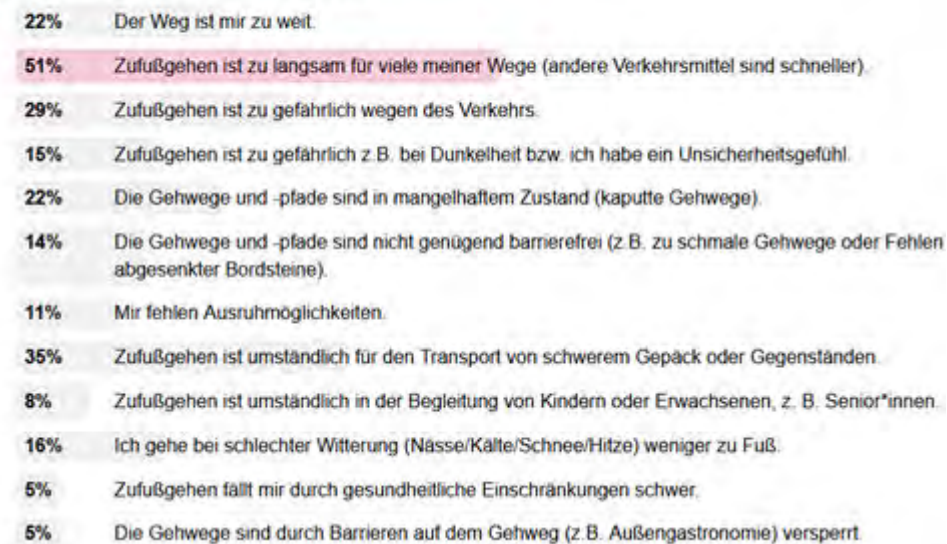 22% Der Weg ist mir zu weit.
51% Zufußgehen ist zu langsam für viele meiner Wege (andere Verkehrsmittel sind schneller).
29% Zufußgehen ist zu gefährlich wegen des Verkehrs.
15% Zufußgehen ist zu gefährlich z.B. bei Dunkelheit bzw. ich habe ein Unsicherheitsgefühl.
22% Die Gehwege und -pfade sind in mangelhaftem Zustand (kaputte Gehwege).
14% Die Gehwege und -pfade sind nicht genügend barrierefrei (z.B. zu schmale Gehwege oder Fehlen
abgesenkter Bordsteine).
11% Mir fehlen Ausruhmöglichkeiten.
35% Zufußgehen ist umständlich für den Transport von schwerem Gepäck oder Gegenständen.
8% Zufußgehen ist umständlich in der Begleitung von Kindern oder Erwachsenen, z. B. Senior*innen.
16% Ich gehe bei schlechter Witterung (Nässe/Kälte/Schnee/Hitze) weniger zu Fuß.
5% Zufußgehen fällt mir durch gesundheitliche Einschränkungen schwer.
5% Die Gehwege sind durch Barrieren auf dem Gehweg (z.B. Außengastronomie) versperrt.